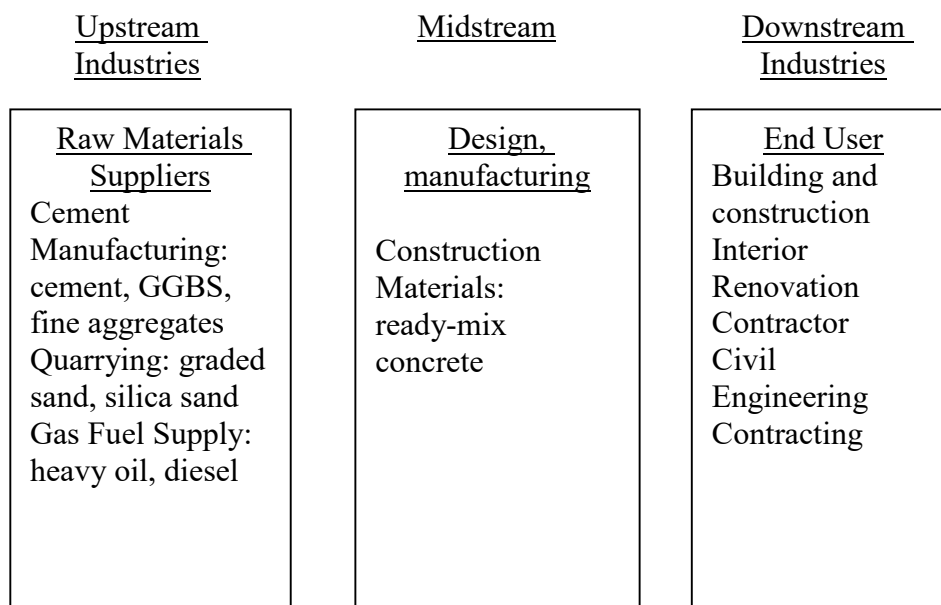 Upstream
Industries
Midstream
Downstream
Industries
Raw Materials
Suppliers
Cement
Manufacturing:
cement, GGBS,
fine aggregates
Quarrying: graded
sand, silica sand
Gas Fuel Supply:
heavy oil, diesel
Design,
manufacturing
Construction
Materials:
ready-mix
concrete
End User
Building and
construction
Interior
Renovation
Contractor
Civil
Engineering
Contracting